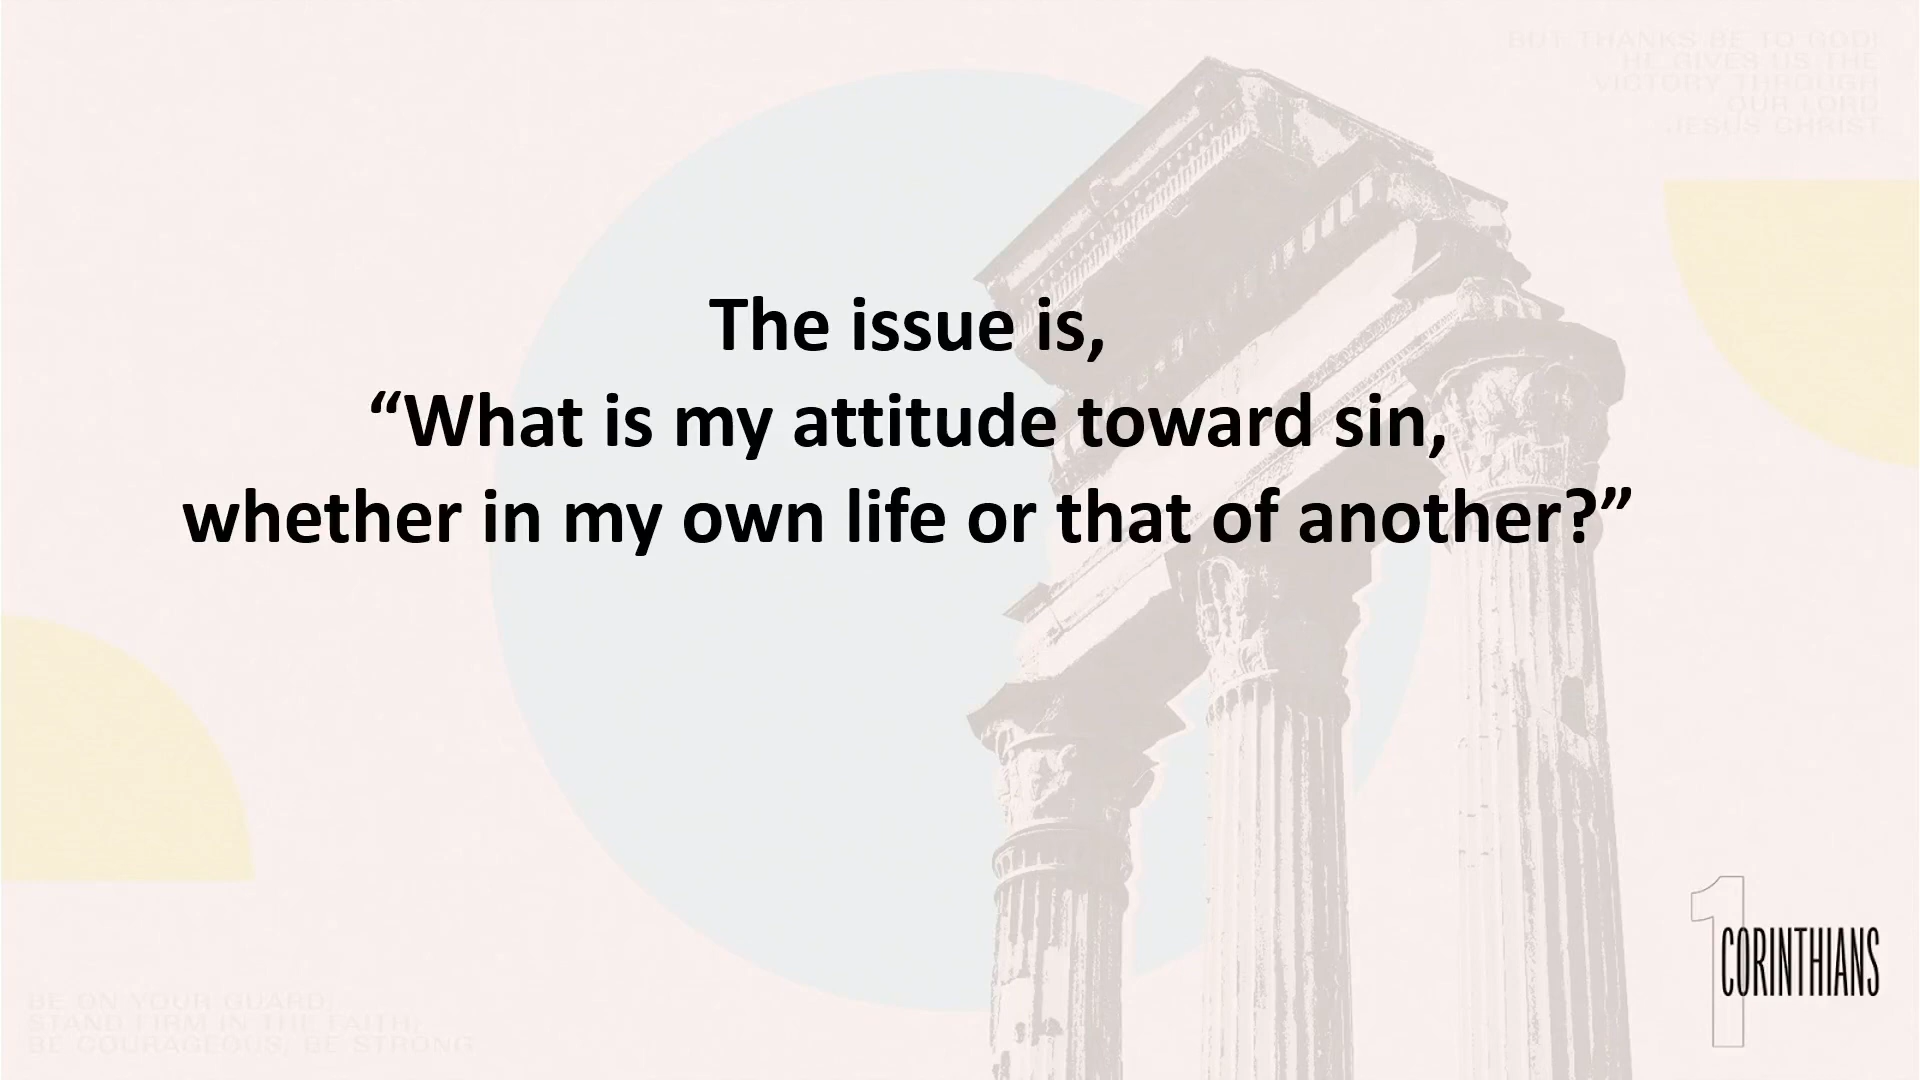 BUT THANKS BE TO GOD!
HE GIVES US THE
VICTORY THROUGH
OUR LORD
JESUS CHRIST
The issue is,
“What is my attitude toward sin,
whether in my own life or that of another?”
1
CORINTHIANS
BE ON YOUR GUARD;
STAND FIRM IN THE FAITH;
BE COURAGEOUS; BE STRONG